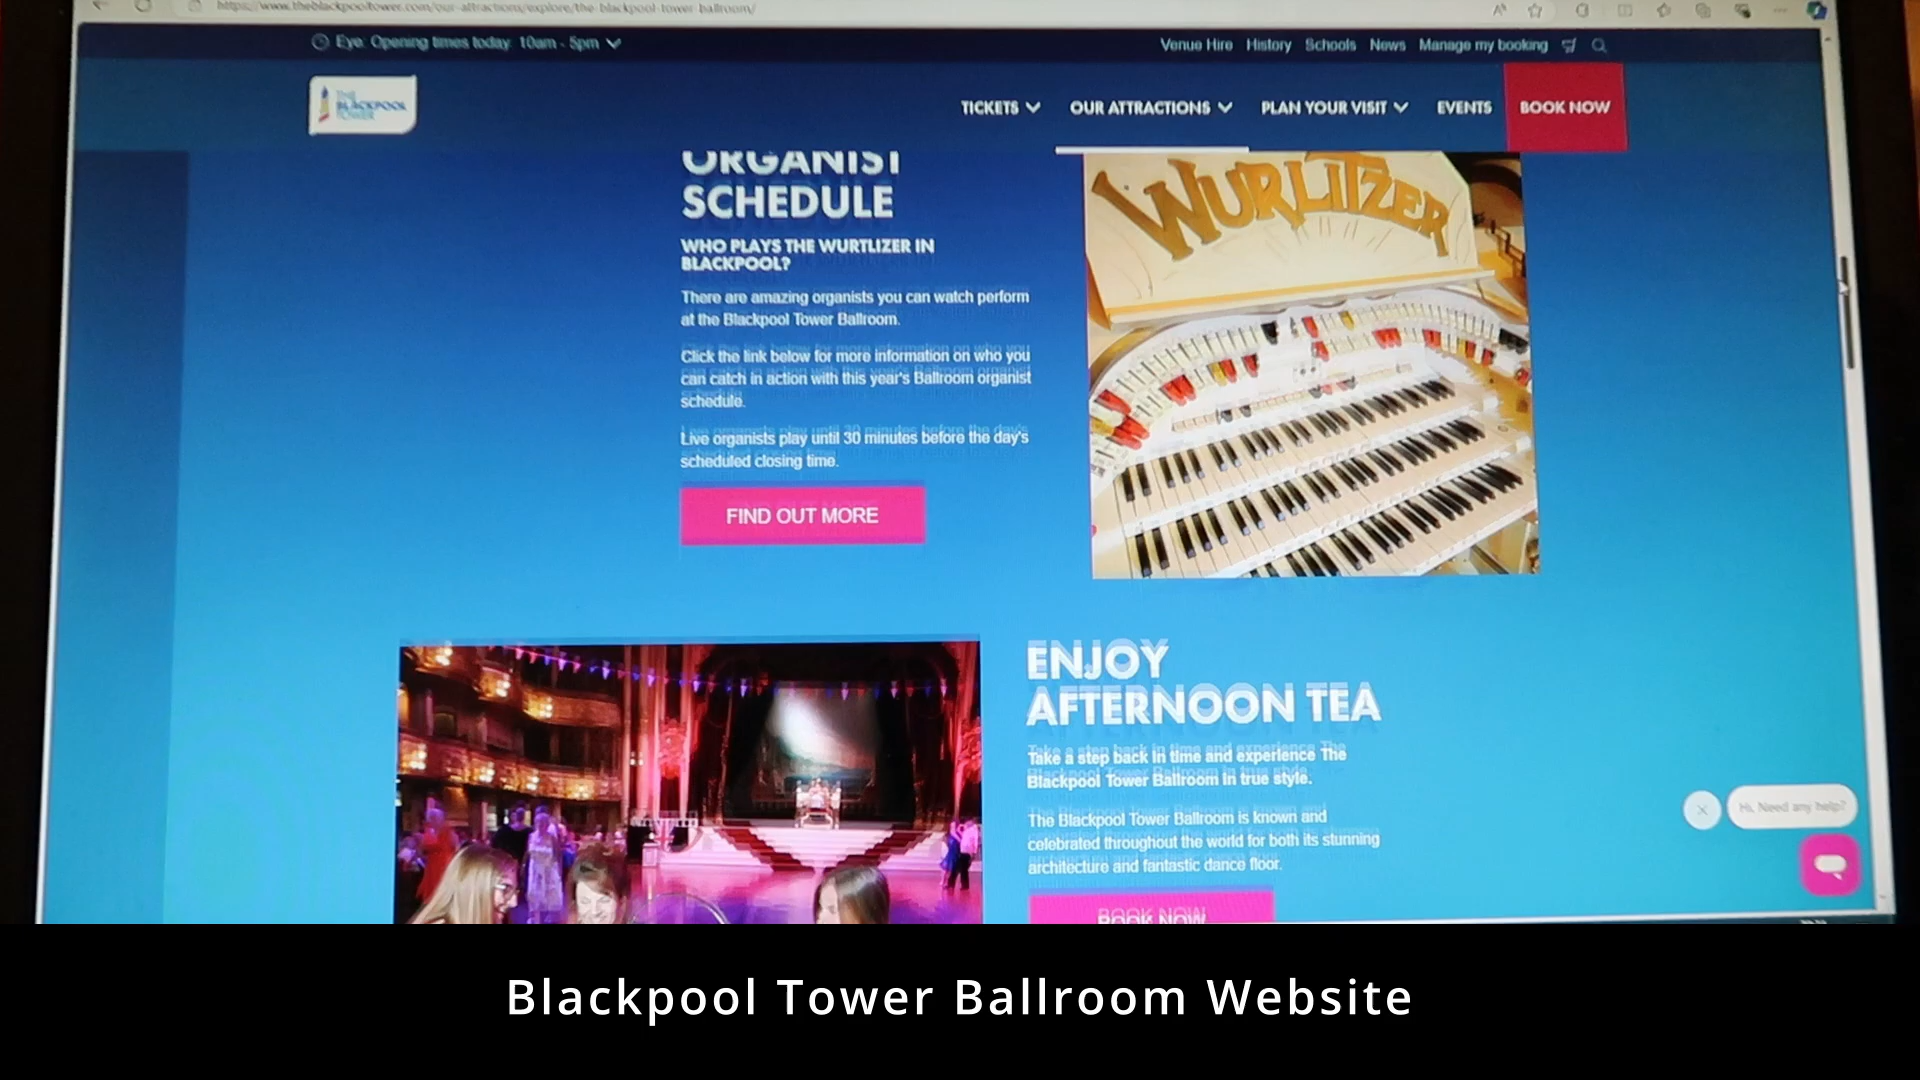 https://www.theblackpooltower.com/our-attractions/explore/the-blackpool-tower-ballroom/
Eye: Opening times today: 10am - 5pm
Venue Hire History Schools News Manage my booking
THE
BLACKPOOL
TOWER
TICKETS OUR ATTRACTIONS PLAN YOUR VISIT EVENTS BOOK NOW
ORGANIST
SCHEDULE
WHO PLAYS THE WURTLIZER IN
BLACKPOOL?
There are amazing organists you can watch perform
at the Blackpool Tower Ballroom.
Click the link below for more information on who you
can catch in action with this year's Ballroom organist
schedule.
Live organists play until 30 minutes before the day's
scheduled closing time.
FIND OUT MORE
WURLITZER
ENJOY
AFTERNOON TEA
Take a step back in time and experience The
Blackpool Tower Ballroom in true style.
The Blackpool Tower Ballroom is known and
celebrated throughout the world for both its stunning
architecture and fantastic dance floor.
BOOK NOW
Hi. Need any help?
Blackpool Tower Ballroom Website